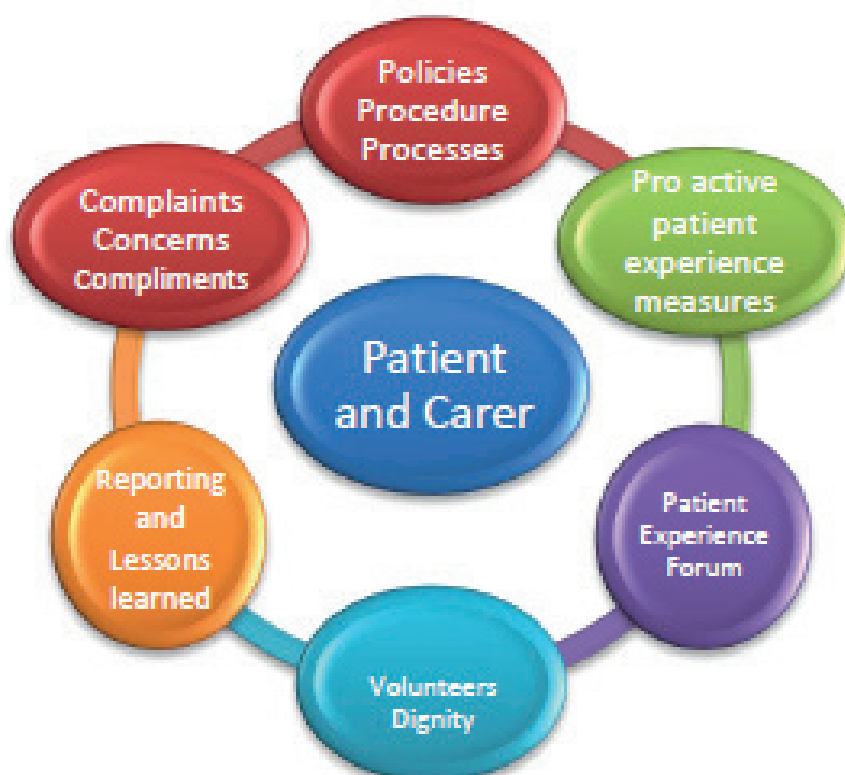 Policies
Procedure
Processes
Pro active
patient
experience
measures
Patient
Experience
Forum
Volunteers
Dignity
Reporting
and
Lessons
learned
Complaints
Concerns
Compliments
Patient
and Carer